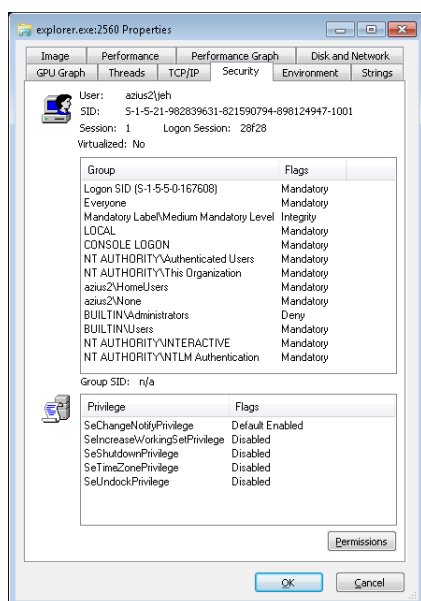 explorer.exe:2560 Properties
Image Performance Performance Graph Disk and Network
GPU Graph Threads TCP/IP Security Environment Strings
User: azius2\jeh
SID: S-1-5-21-982839631-821590794-898124947-1001
Session: 1 Logon Session: 28f28
Virtualized: No
Group Flags
Logon SID (S-1-5-5-0-167608) Mandatory
Everyone Mandatory
Mandatory Label\Medium Mandatory Level Integrity
LOCAL Mandatory
CONSOLE LOGON Mandatory
NT AUTHORITY\Authenticated Users Mandatory
NT AUTHORITY\This Organization Mandatory
azius2\HomeUsers Mandatory
azius2\None Mandatory
BUILTIN\Administrators Deny
BUILTIN\Users Mandatory
NT AUTHORITY\INTERACTIVE Mandatory
NT AUTHORITY\NTLM Authentication Mandatory
Group SID: n/a
Privilege Flags
SeChangeNotifyPrivilege Default Enabled
SeIncreaseWorkingSetPrivilege Disabled
SeShutdownPrivilege Disabled
SeTimeZonePrivilege Disabled
SeUndockPrivilege Disabled
Permissions
OK Cancel